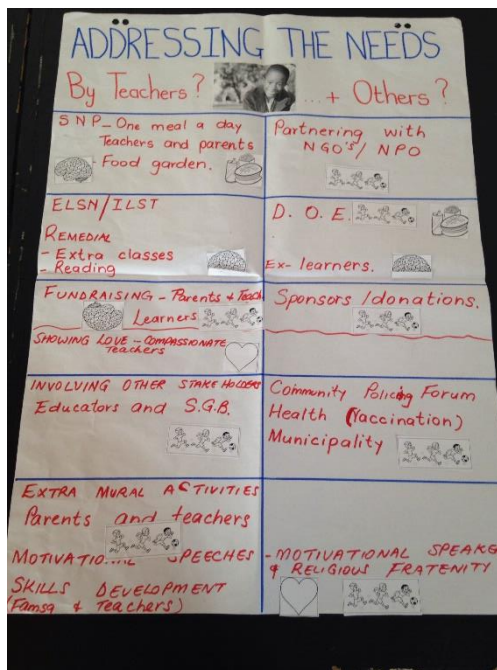 ADDRESSING THE NEEDS
By Teachers? ... + Others?
SNP - One meal a day
Teachers and parents
Food garden.
Partnering with
NGO's / NPO
ELSN/ILST
REMEDIAL
- Extra classes
- Reading
D. O. E.
Ex-learners.
FUNDRAISING - Parents + Teach
Learners
SHOWING LOVE - COMPASSIONATE
Teachers
Sponsors / donations.
INVOLVING OTHER STAKEHOLDERS
Educators and S.G.B.
Community Policing Forum
Health (Vaccination)
Municipality
EXTRA MURAL ACTIVITIES
Parents and teachers
MOTIVATIONAL SPEECHES
SKILLS DEVELOPMENT
(Famsa & Teachers)
- MOTIVATIONAL SPEAKE
& RELIGIOUS FRATENITY